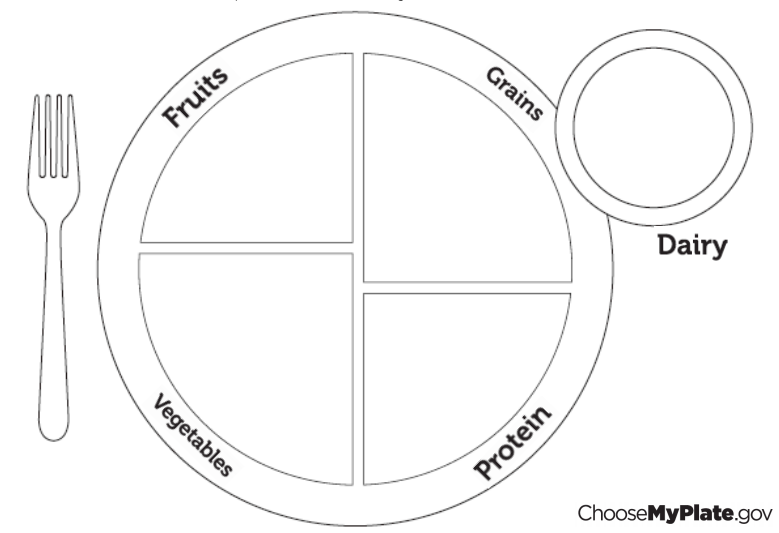 Fruits
Grains
Dairy
Vegetables
Protein
ChooseMyPlate.gov